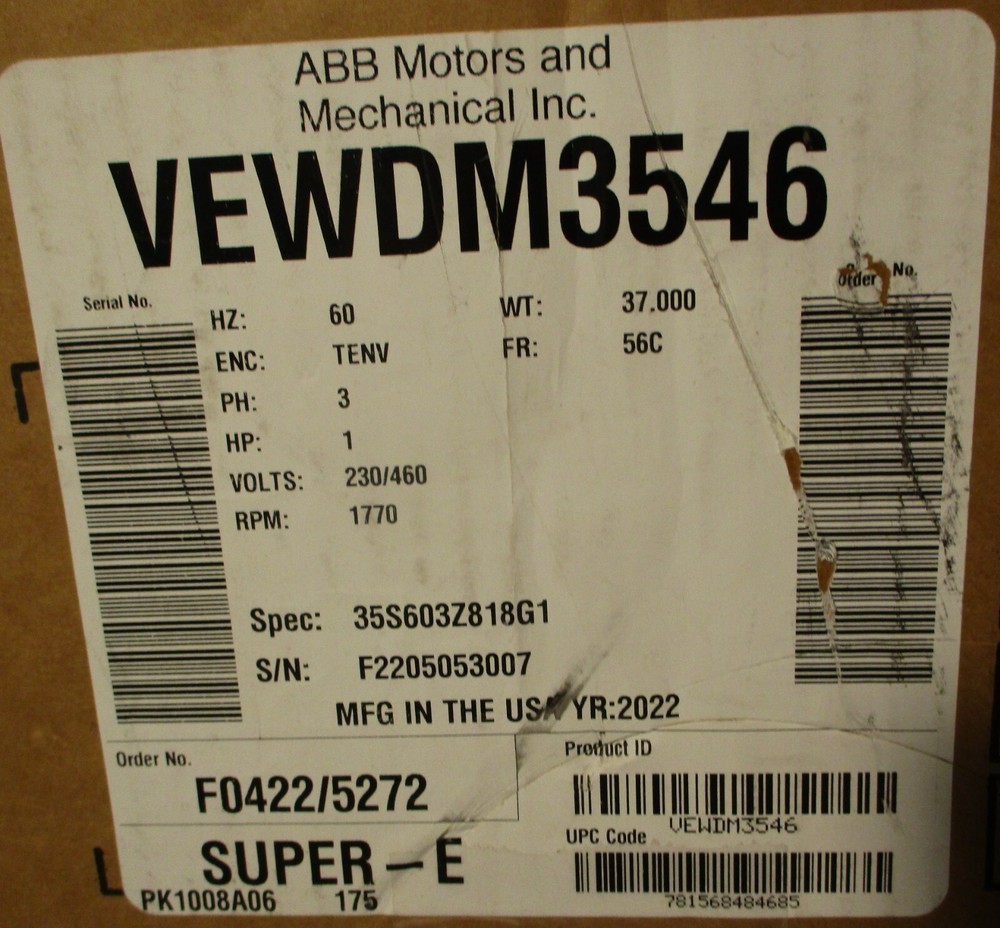 ABB Motors and
Mechanical Inc.
VEWDM3546
Serial No.
Order No.
HZ: 60 WT: 37.000
ENC: TENV FR: 56C
PH: 3
HP: 1
VOLTS: 230/460
RPM: 1770
Spec: 35S603Z818G1
S/N: F2205053007
MFG IN THE USA YR:2022
Order No.
F0422/5272
Product ID
VEWDM3546
UPC Code
781568484685
SUPER-E
PK1008A06 175